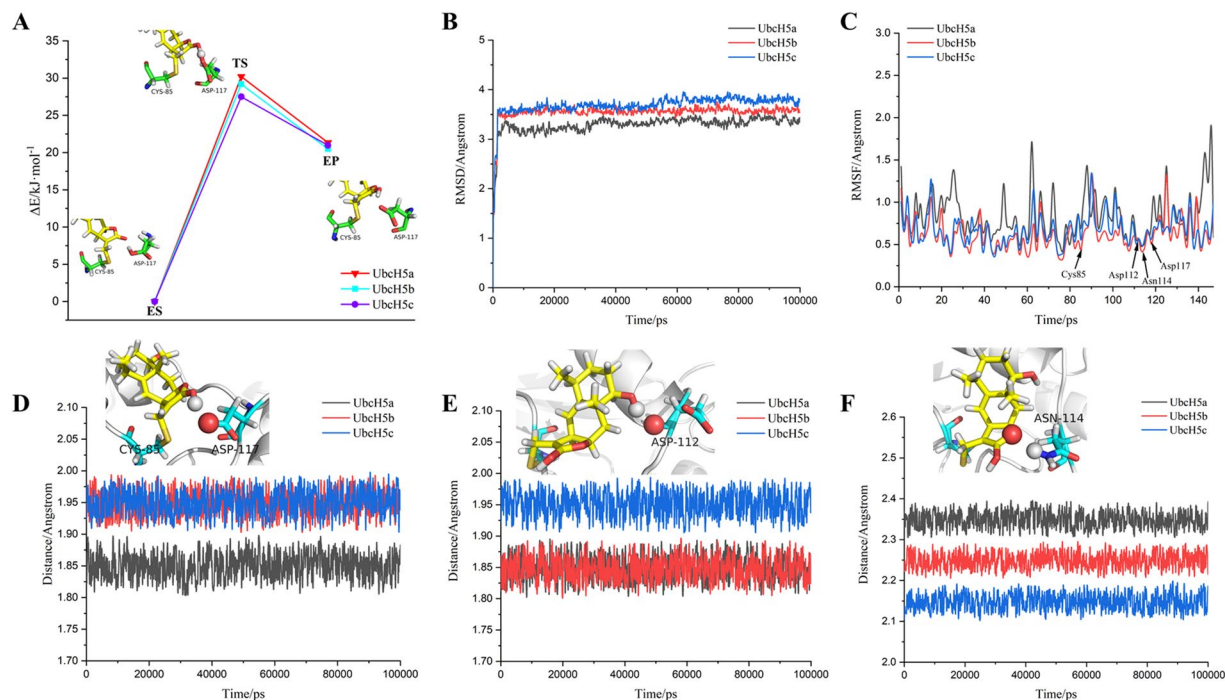 A
35
30
25
20
15
10
5
0
ΔE/kJ·mol⁻¹
CYS-85
ASP-117
TS
EP
CYS-85
ASP-117
CYS-85
ASP-117
ES
UbcH5a
UbcH5b
UbcH5c
B
UbcH5a
UbcH5b
UbcH5c
5
4
3
2
1
0
RMSD/Angstrom
20000
40000
60000
80000
100000
Time/ps
C
UbcH5a
UbcH5b
UbcH5c
3.0
2.5
2.0
1.5
1.0
0.5
0.0
RMSF/Angstrom
Cys85
Asp112
Asn114
Asp117
0
20
40
60
80
100
120
140
Time/ps
D
UbcH5a
UbcH5b
UbcH5c
CYS-85
ASP-117
2.10
2.05
2.00
1.95
1.90
1.85
1.80
1.75
1.70
Distance/Angstrom
0
20000
40000
60000
80000
100000
Time/ps
E
UbcH5a
UbcH5b
UbcH5c
ASP-112
2.10
2.05
2.00
1.95
1.90
1.85
1.80
1.75
1.70
Distance/Angstrom
0
20000
40000
60000
80000
100000
Time/ps
F
UbcH5a
UbcH5b
UbcH5c
ASN-114
2.6
2.5
2.4
2.3
2.2
2.1
2.0
Distance/Angstrom
0
20000
40000
60000
80000
100000
Time/ps